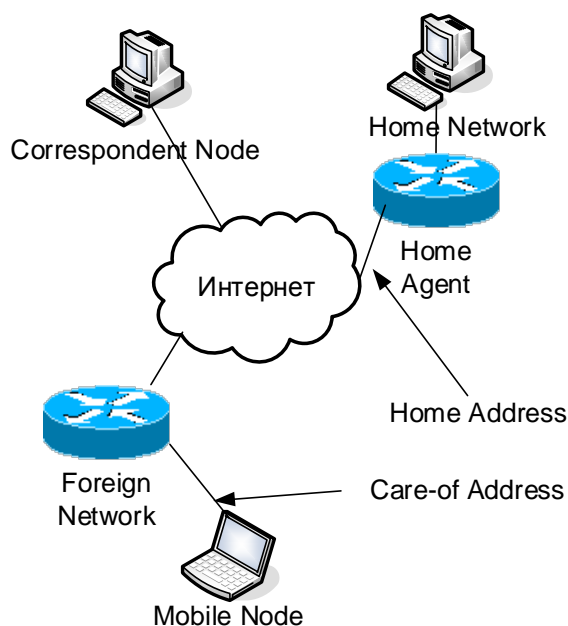 Home Network
Correspondent Node
Home
Agent
Интернет
Home Address
Foreign
Network
Care-of Address
Mobile Node